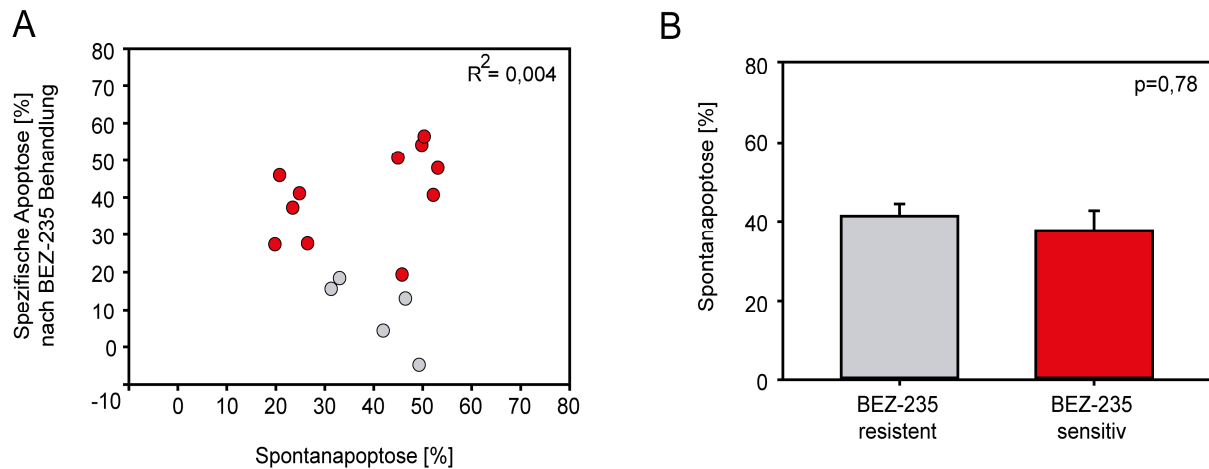 A
Spezifische Apoptose [%]
nach BEZ-235 Behandlung
80
70
60
50
40
30
20
10
0
-10
R2= 0,004
0 10 20 30 40 50 60 70 80
Spontanapoptose [%]
B
Spontanapoptose [%]
80
60
40
20
0
p=0,78
BEZ-235
resistent
BEZ-235
sensitiv